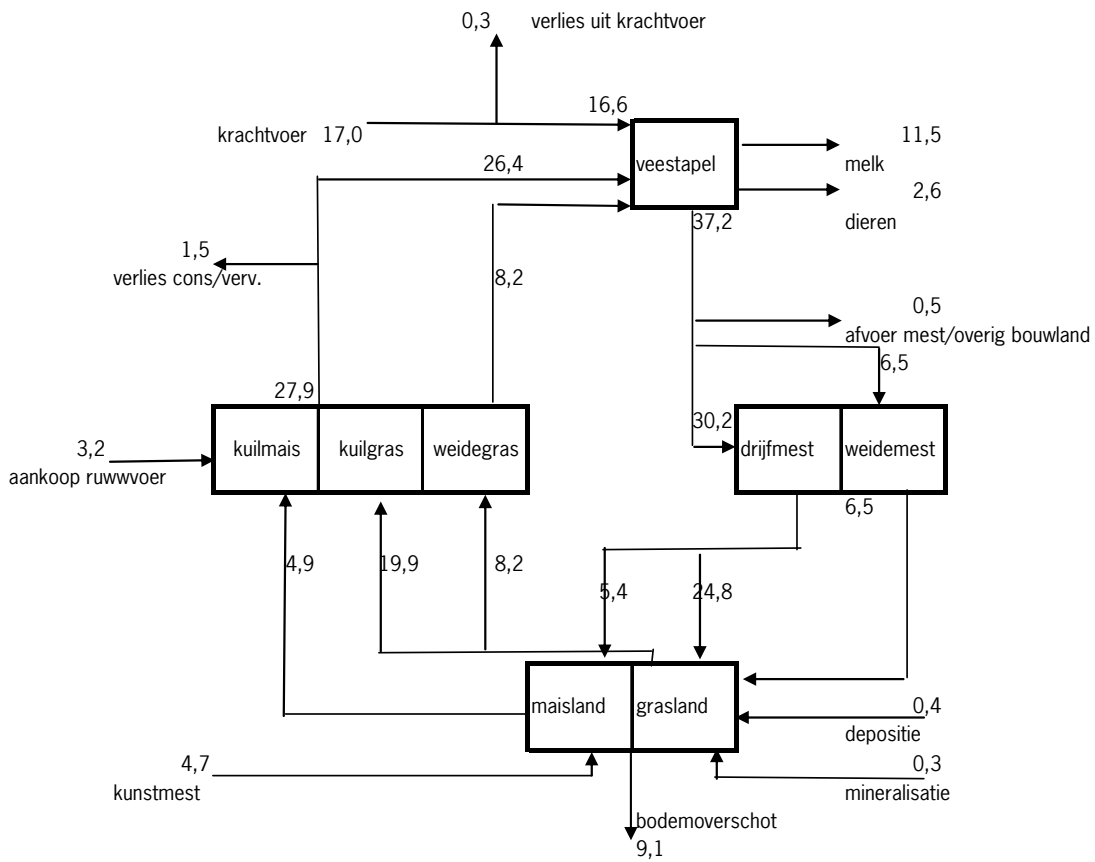 0,3 verlies uit krachtvoer
16,6
krachtvoer 17,0
11,5
26,4
veestapel
melk
2,6
37,2
dieren
1,5
verlies cons/verv.
8,2
0,5
afvoer mest/overig bouwland
6,5
27,9
30,2
3,2
aankoop ruwwvoer
kuilmais kuilgras weidegras
drijfmest weidemest
6,5
4,9 19,9 8,2
5,4 24,8
maisland grasland
0,4
depositie
4,7
kunstmest
0,3
mineralisatie
bodemoverschot
9,1